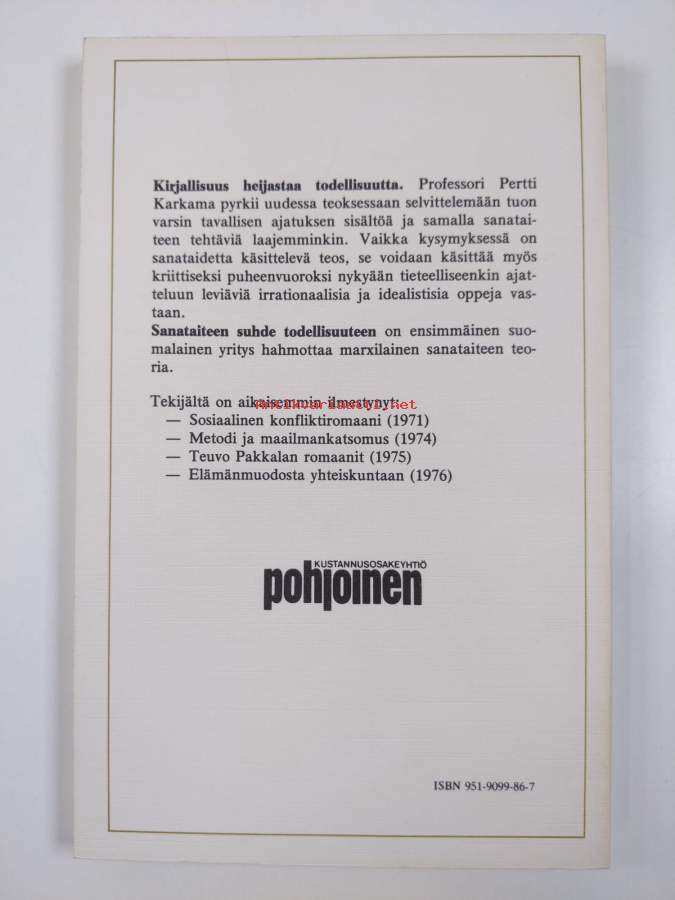 Kirjallisuus heijastaa todellisuutta. Professori Pertti
Karkama pyrkii uudessa teoksessaan selvittelemään tuon
varsin tavallisen ajatuksen sisältöä ja samalla sanatai-
teen tehtäviä laajemminkin. Vaikka kysymyksessä on
sanataidetta käsittelevä teos, se voidaan käsittää myös
kriittiseksi puheenvuoroksi nykyään tieteelliseenkin ajat-
teluun leviäviä irrationaalisia ja idealistisia oppeja vas-
taan.
Sanataiteen suhde todellisuuteen on ensimmäinen suo-
malainen yritys hahmottaa marxilainen sanataiteen teo-
ria.
Tekijältä on aikaisemmin ilmestynyt:
Antikvariaatti.net
— Sosiaalinen konfliktiromaani (1971)
— Metodi ja maailmankatsomus (1974)
— Teuvo Pakkalan romaanit (1975)
— Elämänmuodosta yhteiskuntaan (1976)
KUSTANNUSOSAKEYHTIÖ
pohjoinen
ISBN 951-9099-86-7